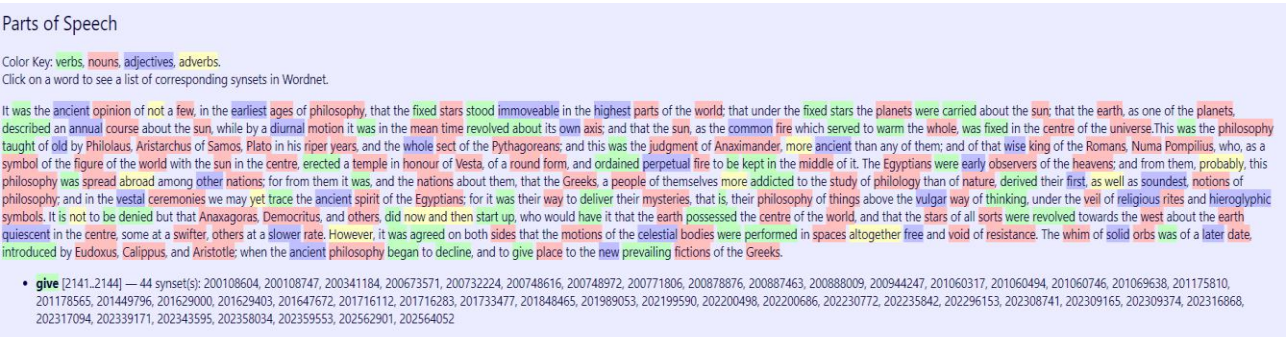 Parts of Speech
Color Key: verbs, nouns, adjectives, adverbs.
Click on a word to see a list of corresponding synsets in Wordnet.
It was the ancient opinion of not a few, in the earliest ages of philosophy, that the fixed stars stood immoveable in the highest parts of the world; that under the fixed stars the planets were carried about the sun; that the earth, as one of the planets,
described an annual course about the sun, while by a diurnal motion it was in the mean time revolved about its own axis; and that the sun, as the common fire which served to warm the whole, was fixed in the centre of the universe.This was the philosophy
taught of old by Philolaus, Aristarchus of Samos, Plato in his riper years, and the whole sect of the Pythagoreans; and this was the judgment of Anaximander, more ancient than any of them; and of that wise king of the Romans, Numa Pompilius, who, as a
symbol of the figure of the world with the sun in the centre, erected a temple in honour of Vesta, of a round form, and ordained perpetual fire to be kept in the middle of it. The Egyptians were early observers of the heavens; and from them, probably, this
philosophy was spread abroad among other nations; for from them it was, and the nations about them, that the Greeks, a people of themselves more addicted to the study of philology than of nature, derived their first, as well as soundest, notions of
philosophy; and in the vestal ceremonies we may yet trace the ancient spirit of the Egyptians; for it was their way to deliver their mysteries, that is, their philosophy of things above the vulgar way of thinking, under the veil of religious rites and hieroglyphic
symbols. It is not to be denied but that Anaxagoras, Democritus, and others, did now and then start up, who would have it that the earth possessed the centre of the world, and that the stars of all sorts were revolved towards the west about the earth
quiescent in the centre, some at a swifter, others at a slower rate. However, it was agreed on both sides that the motions of the celestial bodies were performed in spaces altogether free and void of resistance. The whim of solid orbs was of a later date,
introduced by Eudoxus, Calippus, and Aristotle; when the ancient philosophy began to decline, and to give place to the new prevailing fictions of the Greeks.
• give [2141..2144] — 44 synset(s): 200108604, 200108747, 200341184, 200673571, 200732224, 200748616, 200748972, 200771806, 200878876, 200887463, 200888009, 200944247, 201060317, 201060494, 201060746, 201069638, 201175810,
201178565, 201449796, 201629000, 201629403, 201647672, 201716112, 201716283, 201733477, 201848465, 201989053, 202199590, 202200498, 202200686, 202230772, 202235842, 202296153, 202308741, 202309165, 202309374, 202316868,
202317094, 202339171, 202343595, 202358034, 202359553, 202562901, 202564052